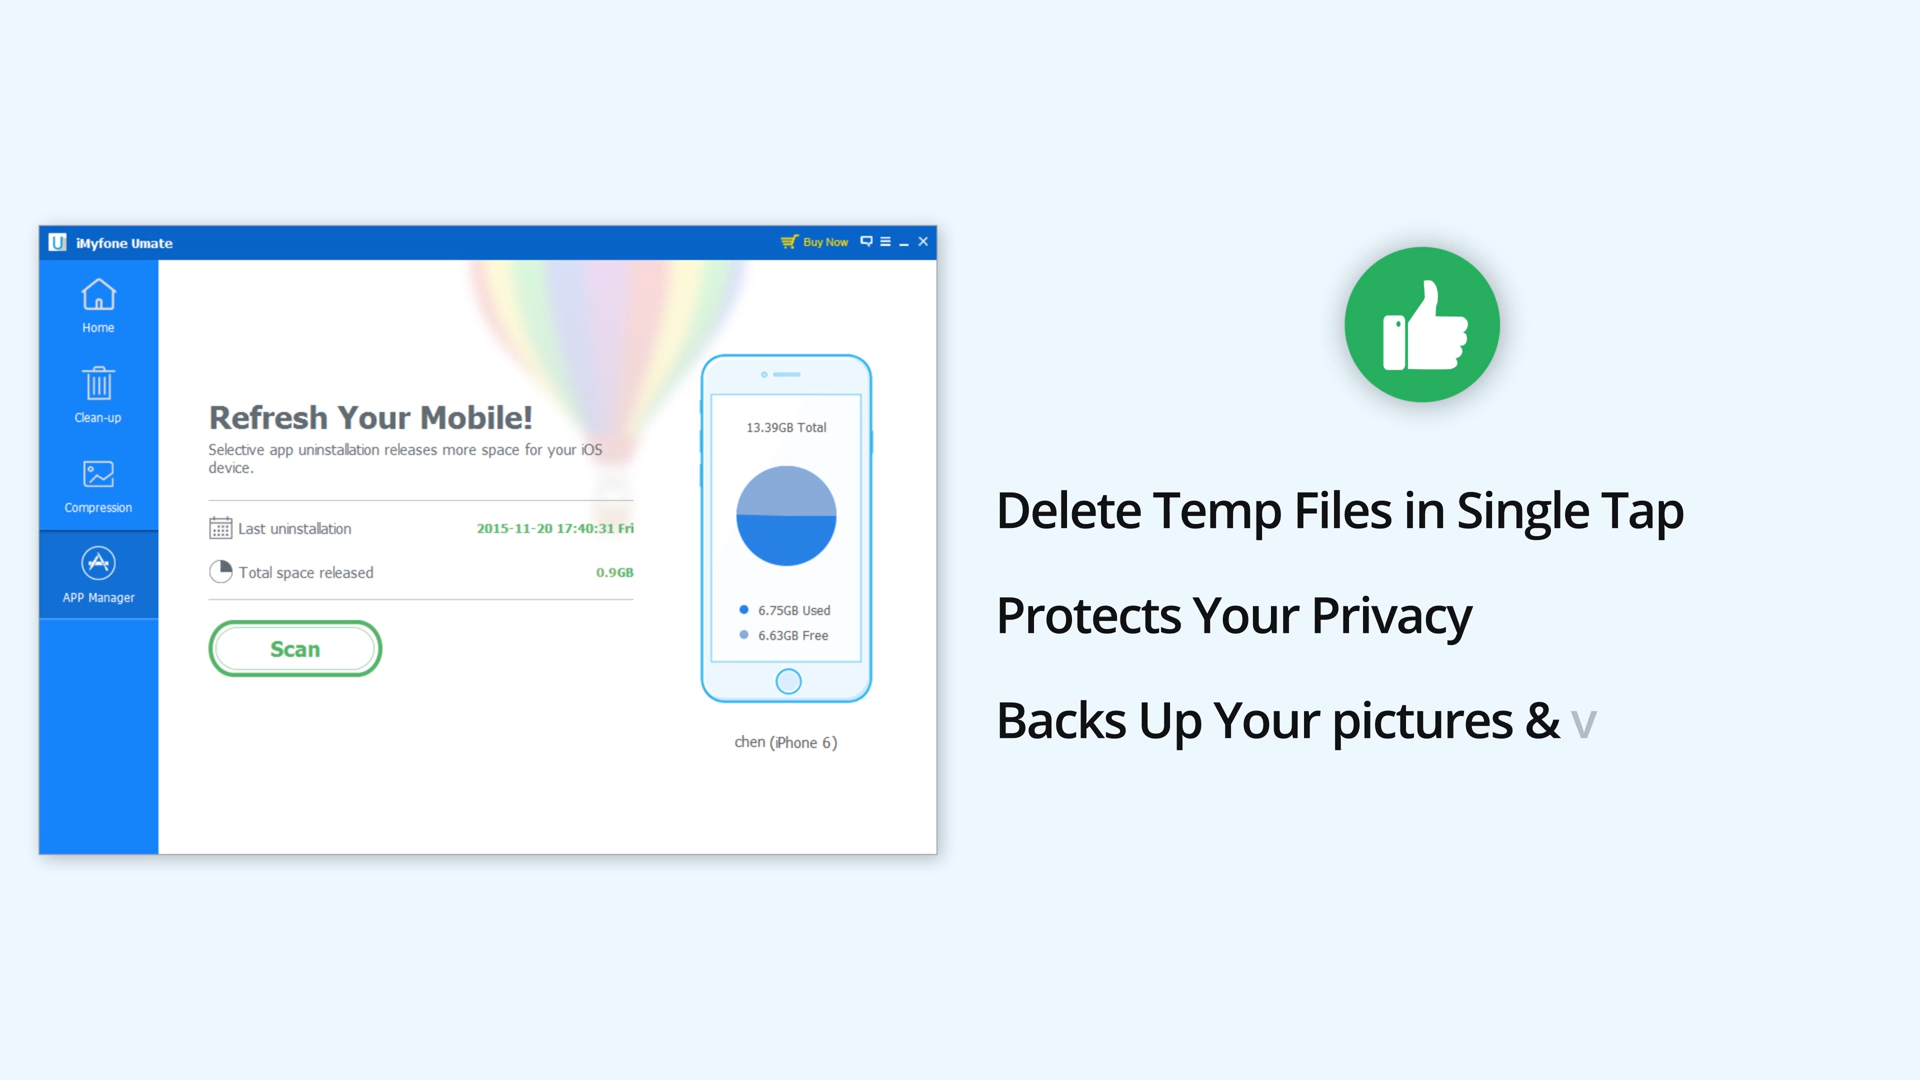 iMyfone Umate
Buy Now
Home
Clean-up
Compression
APP Manager
Refresh Your Mobile!
Selective app uninstallation releases more space for your iOS
device.
Last uninstallation 2015-11-20 17:40:31 Fri
Total space released 0.9GB
Scan
13.39GB Total
6.75GB Used
6.63GB Free
chen (iPhone 6)
Delete Temp Files in Single Tap
Protects Your Privacy
Backs Up Your pictures & v